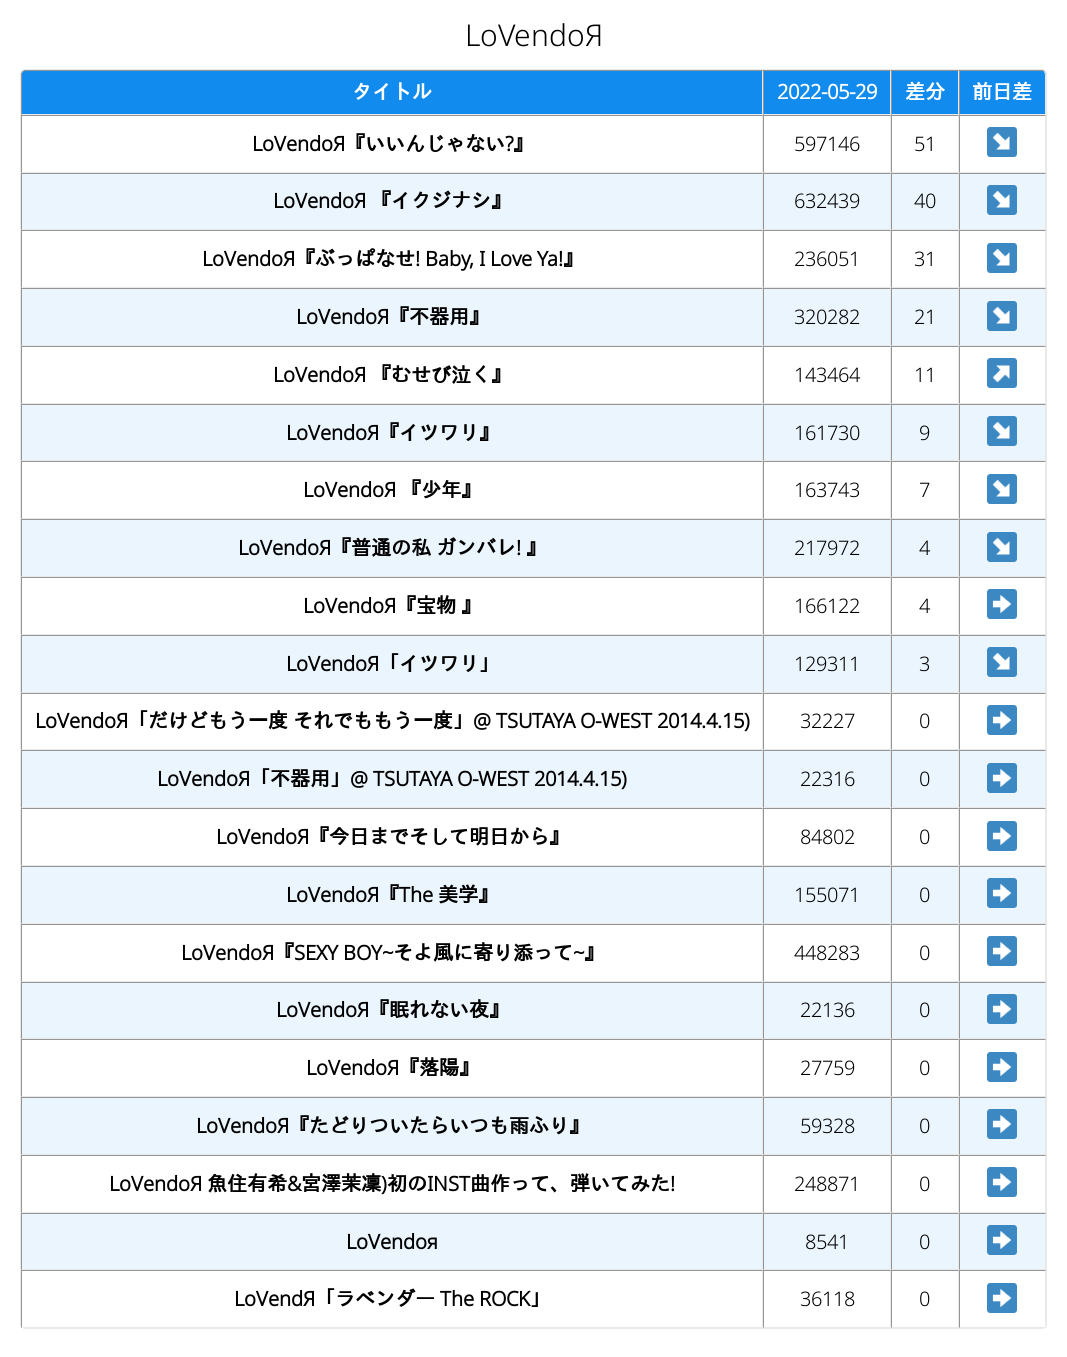 LoVendoЯ
タイトル 2022-05-29 差分 前日差
LoVendoЯ『いいんじゃない?』 597146 51 ↘
LoVendoЯ 『イクジナシ』 632439 40 ↘
LoVendoЯ『ぶっぱなせ! Baby, I Love Ya!』 236051 31 ↘
LoVendoЯ『不器用』 320282 21 ↘
LoVendoЯ 『むせび泣く』 143464 11 ↗
LoVendoЯ『イツワリ』 161730 9 ↘
LoVendoЯ 『少年』 163743 7 ↘
LoVendoЯ『普通の私 ガンバレ! 』 217972 4 ↘
LoVendoЯ『宝物 』 166122 4 ➡
LoVendoЯ「イツワリ」 129311 3 ↘
LoVendoЯ「だけどもう一度 それでももう一度」@ TSUTAYA O-WEST 2014.4.15) 32227 0 ➡
LoVendoЯ「不器用」@ TSUTAYA O-WEST 2014.4.15) 22316 0 ➡
LoVendoЯ『今日までそして明日から』 84802 0 ➡
LoVendoЯ『The 美学』 155071 0 ➡
LoVendoЯ『SEXY BOY~そよ風に寄り添って~』 448283 0 ➡
LoVendoЯ『眠れない夜』 22136 0 ➡
LoVendoЯ『落陽』 27759 0 ➡
LoVendoЯ『たどりついたらいつも雨ふり』 59328 0 ➡
LoVendoЯ 魚住有希&宮澤茉凜)初のINST曲作って、弾いてみた! 248871 0 ➡
LoVendoя 8541 0 ➡
LoVendЯ「ラベンダー The ROCK」 36118 0 ➡